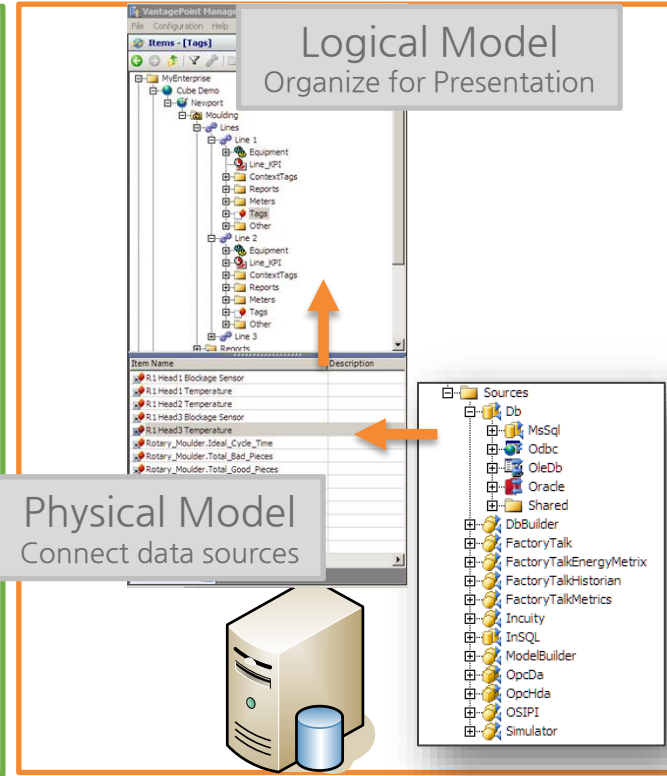 VantagePoint Manage
File Configuration Help
Items - [Tags]
Logical Model
Organize for Presentation
MyEnterprise
Cube Demo
Newport
Moulding
Lines
Line 1
Equipment
Line_KPI
ContextTags
Reports
Meters
Tags
Other
Line 2
Equipment
Line_KPI
ContextTags
Reports
Meters
Tags
Other
Line 3
Reports
Item Name Description
R1 Head1 Blockage Sensor
R1 Head1 Temperature
R1 Head2 Temperature
R1 Head3 Blockage Sensor
R1 Head3 Temperature
Rotary_Moulder.Ideal_Cycle_Time
Rotary_Moulder.Total_Bad_Pieces
Rotary_Moulder.Total_Good_Pieces
Physical Model
Connect data sources
Sources
Db
MsSql
Odbc
OleDb
Oracle
Shared
DbBuilder
FactoryTalk
FactoryTalkEnergyMetrix
FactoryTalkHistorian
FactoryTalkMetrics
Incuity
InSQL
ModelBuilder
OpcDa
OpcHda
OSIPI
Simulator